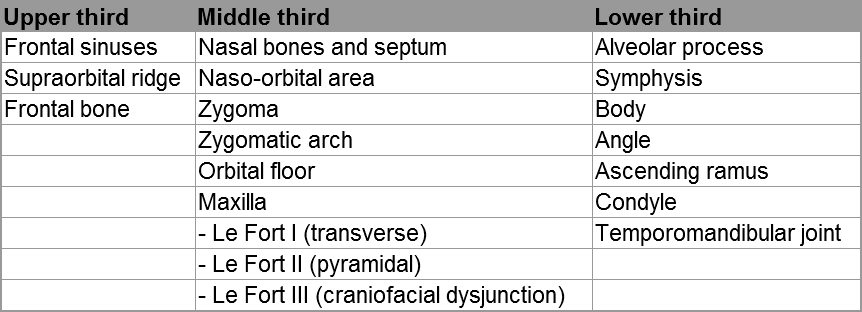 Upper third Middle third Lower third
Frontal sinuses Nasal bones and septum Alveolar process
Supraorbital ridge Naso-orbital area Symphysis
Frontal bone Zygoma Body
Zygomatic arch Angle
Orbital floor Ascending ramus
Maxilla Condyle
- Le Fort I (transverse) Temporomandibular joint
- Le Fort II (pyramidal)
- Le Fort III (craniofacial dysjunction)